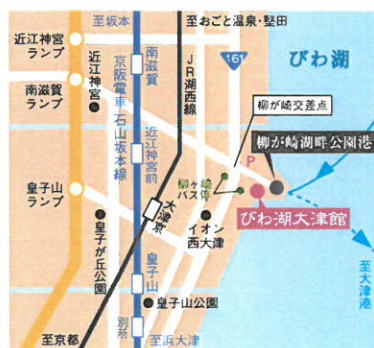 至坂本
至おごと温泉・堅田
近江神宮
ランプ
南滋賀
161
びわ湖
近江神宮
京阪電車 石山坂本線
JR湖西線
柳が崎交差点
南滋賀
ランプ
近江神宮前
P
柳が崎湖畔公園港
柳ヶ崎
バス停
びわ湖大津館
皇子山
ランプ
大津京
イオン
西大津
皇子が丘公園
皇子山
皇子山公園
至大津港
別所
至京都
至浜大津